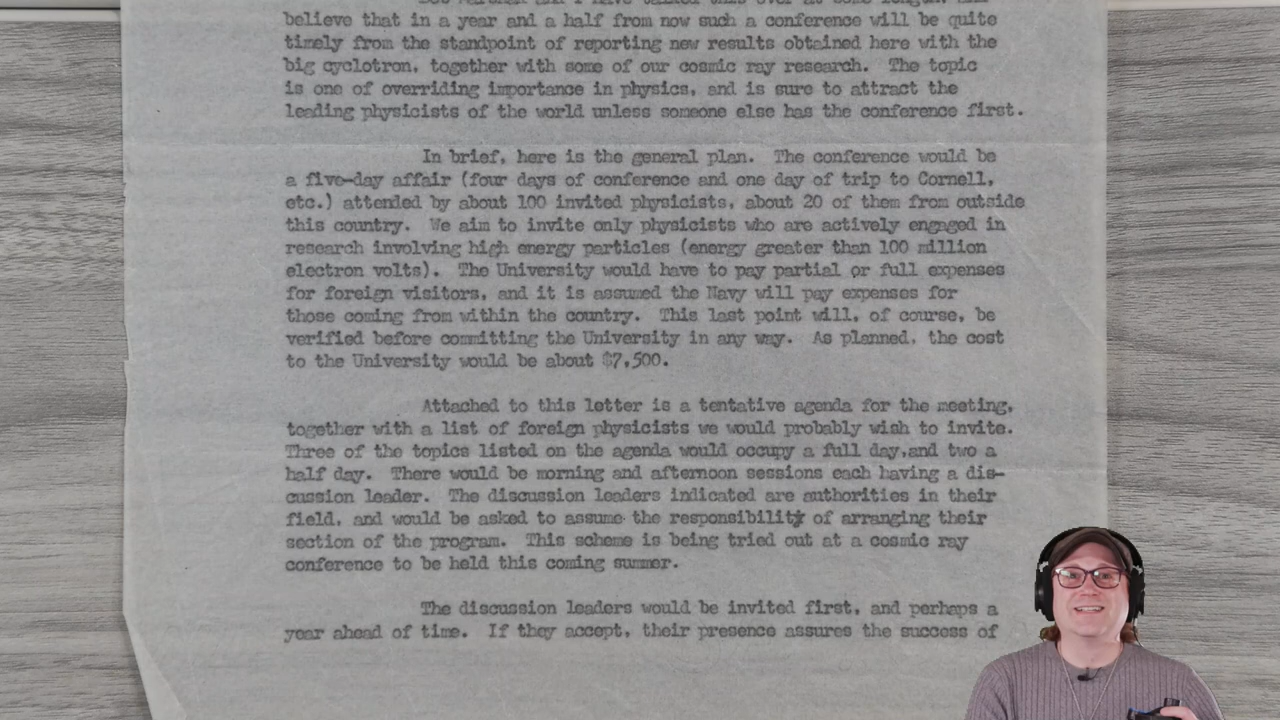 believe that in a year and a half from now such a conference will be quite
timely from the standpoint of reporting new results obtained here with the
big cyclotron, together with some of our cosmic ray research. The topic
is one of overriding importance in physics, and is sure to attract the
leading physicists of the world unless someone else has the conference first.
In brief, here is the general plan. The conference would be
a five-day affair (four days of conference and one day of trip to Cornell,
etc.) attended by about 100 invited physicists, about 20 of them from outside
this country. We aim to invite only physicists who are actively engaged in
research involving high energy particles (energy greater than 100 million
electron volts). The University would have to pay partial or full expenses
for foreign visitors, and it is assumed the Navy will pay expenses for
those coming from within the country. This last point will, of course, be
verified before committing the University in any way. As planned, the cost
to the University would be about $7,500.
Attached to this letter is a tentative agenda for the meeting,
together with a list of foreign physicists we would probably wish to invite.
Three of the topics listed on the agenda would occupy a full day,and two a
half day. There would be morning and afternoon sessions each having a dis-
cussion leader. The discussion leaders indicated are authorities in their
field, and would be asked to assume the responsibility of arranging their
section of the program. This scheme is being tried out at a cosmic ray
conference to be held this coming summer.
The discussion leaders would be invited first, and perhaps a
year ahead of time. If they accept, their presence assures the success of